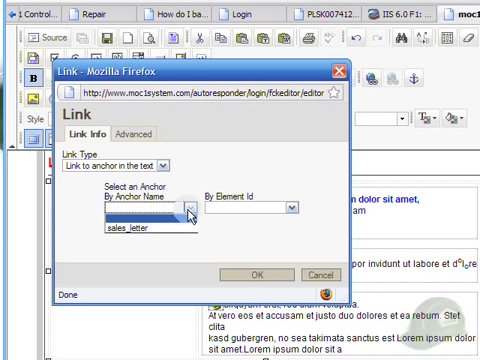 1 Control...
Repair
How do I ba...
Login
PLSK007412...
IIS 6.0 F1: ...
moc1
Source
B
Style
Link - Mozilla Firefox
http://www.moc1system.com/autoresponder/login/fckeditor/editor
Link
Link Info
Advanced
Link Type
Link to anchor in the text
Select an Anchor
By Anchor Name
By Element Id
sales_letter
OK
Cancel
Done
dolor sit amet,
am
por invidunt ut labore et dolore
At vero eos et accusam et justo duo dolores et ea rebum. Stet
clita
kasd gubergren, no sea takimata sanctus est Lorem ipsum dolor
sit amet.Lorem ipsum dolor sit a